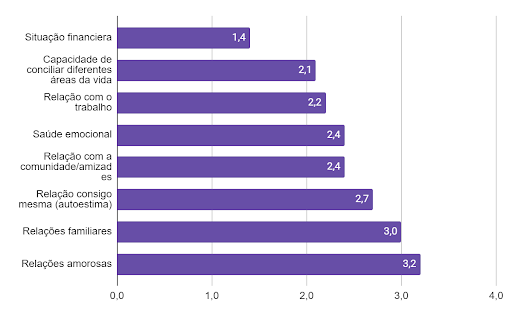 Situação financeira
1,4
Capacidade de
conciliar diferentes
áreas da vida
2,1
Relação com o
trabalho
2,2
Saúde emocional
2,4
Relação com a
comunidade/amizad
es
2,4
Relação consigo
mesma (autoestima)
2,7
Relações familiares
3,0
Relações amorosas
3,2
0,0 1,0 2,0 3,0 4,0